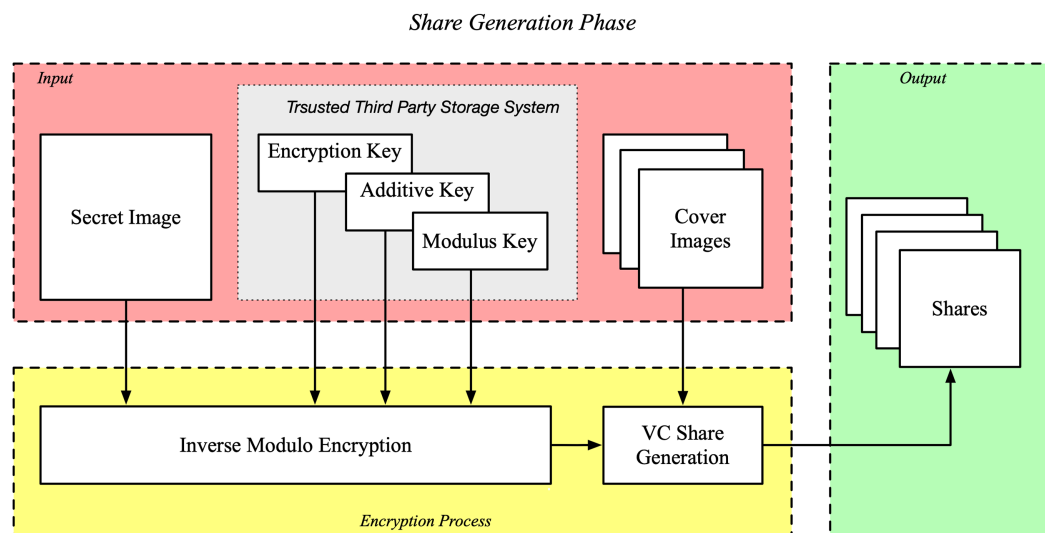 Share Generation Phase
Input
Output
Trsusted Third Party Storage System
Encryption Key
Additive Key
Modulus Key
Secret Image
Cover
Images
Shares
Inverse Modulo Encryption
VC Share
Generation
Encryption Process